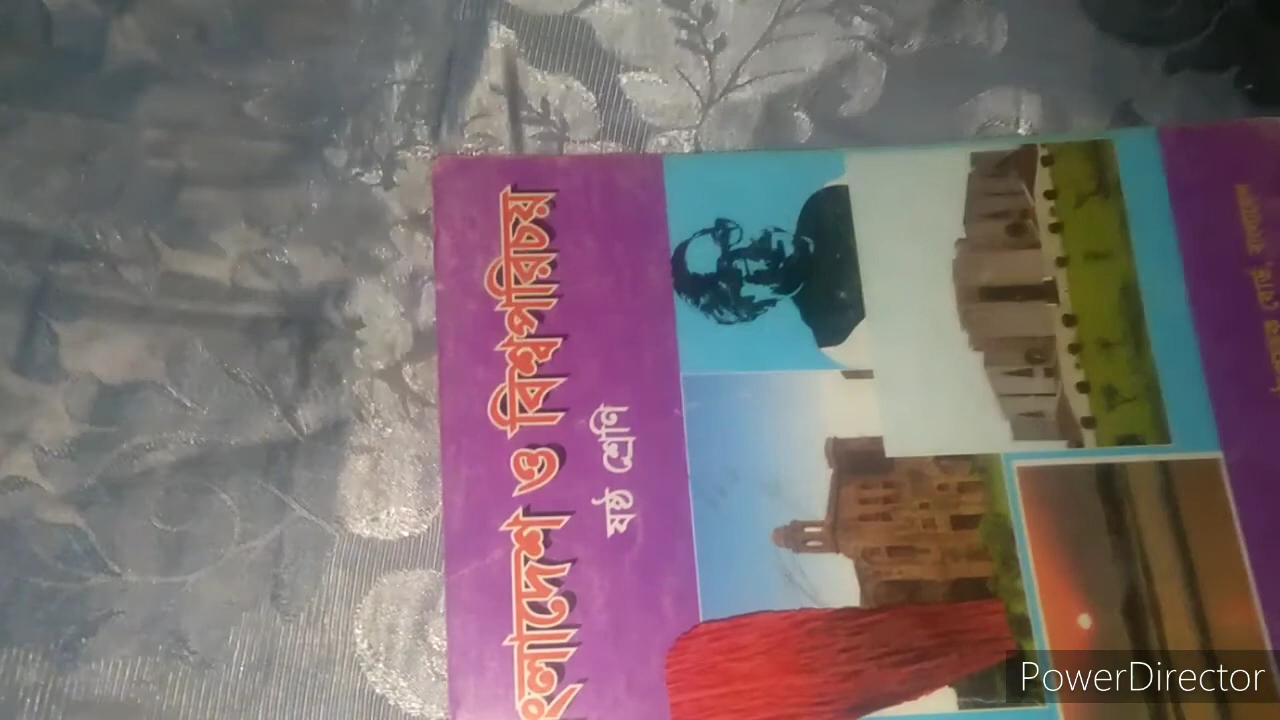 ংলাদেশ ও বিশ্বপরিচয়
ষষ্ঠ শ্রেণি
বোর্ড, বাংলাদেশ
PowerDirector